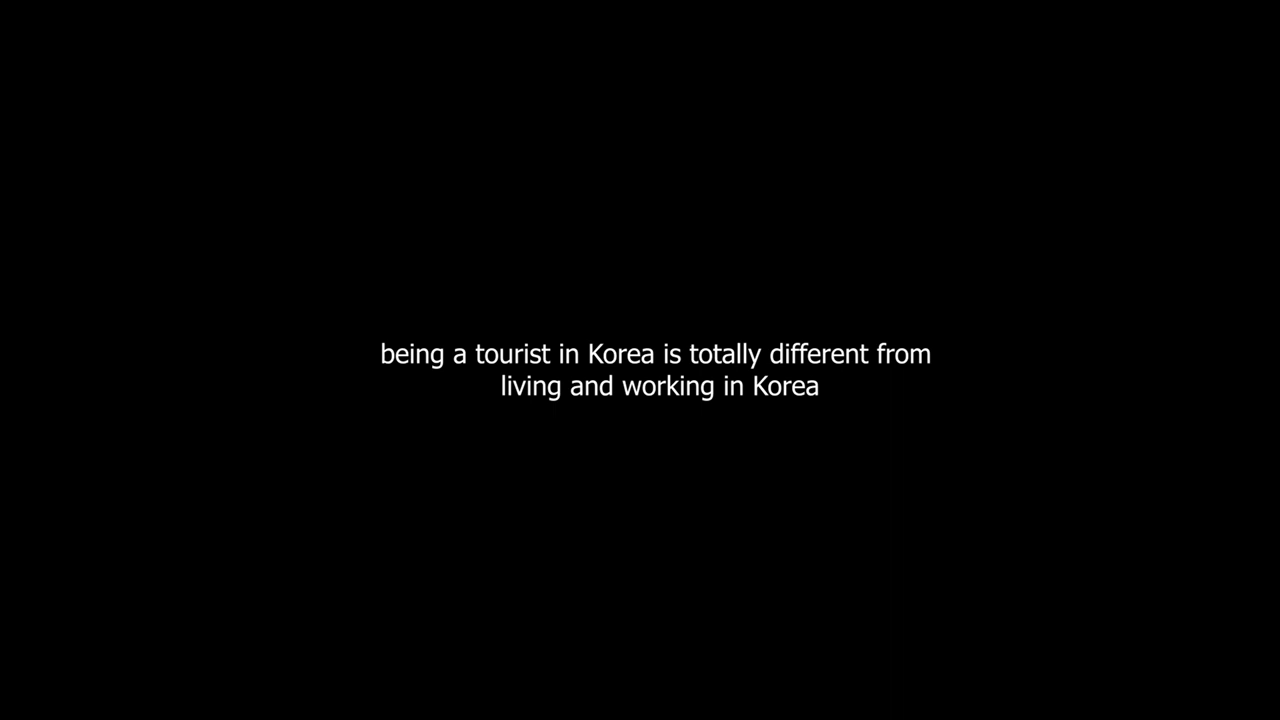 being a tourist in Korea is totally different from
living and working in Korea